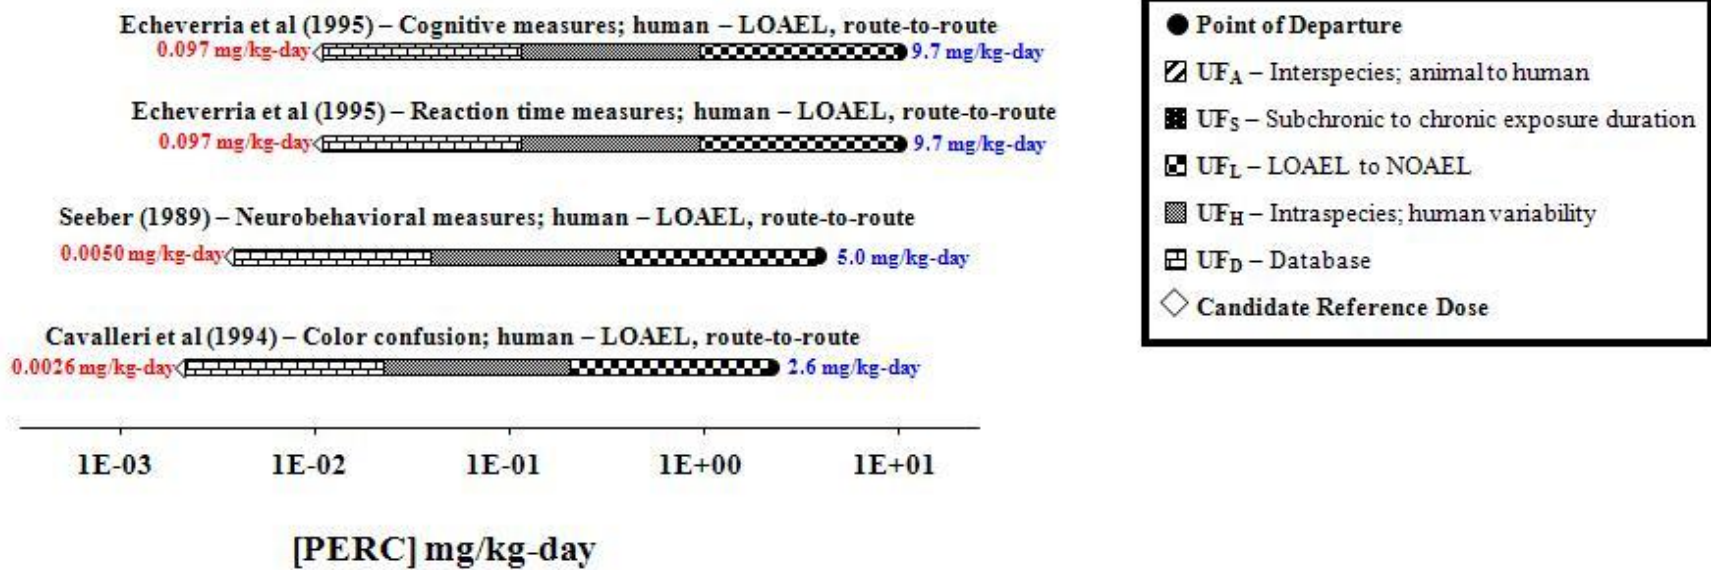 Echeverria et al (1995) – Cognitive measures; human – LOAEL, route-to-route
0.097 mg/kg-day 9.7 mg/kg-day
Echeverria et al (1995) – Reaction time measures; human – LOAEL, route-to-route
0.097 mg/kg-day 9.7 mg/kg-day
Seeber (1989) – Neurobehavioral measures; human – LOAEL, route-to-route
0.0050 mg/kg-day 5.0 mg/kg-day
Cavalleri et al (1994) – Color confusion; human – LOAEL, route-to-route
0.0026 mg/kg-day 2.6 mg/kg-day
1E-03 1E-02 1E-01 1E+00 1E+01
[PERC] mg/kg-day
Point of Departure
UFA – Interspecies; animal to human
UFS – Subchronic to chronic exposure duration
UFL – LOAEL to NOAEL
UFH – Intraspecies; human variability
UFD – Database
Candidate Reference Dose